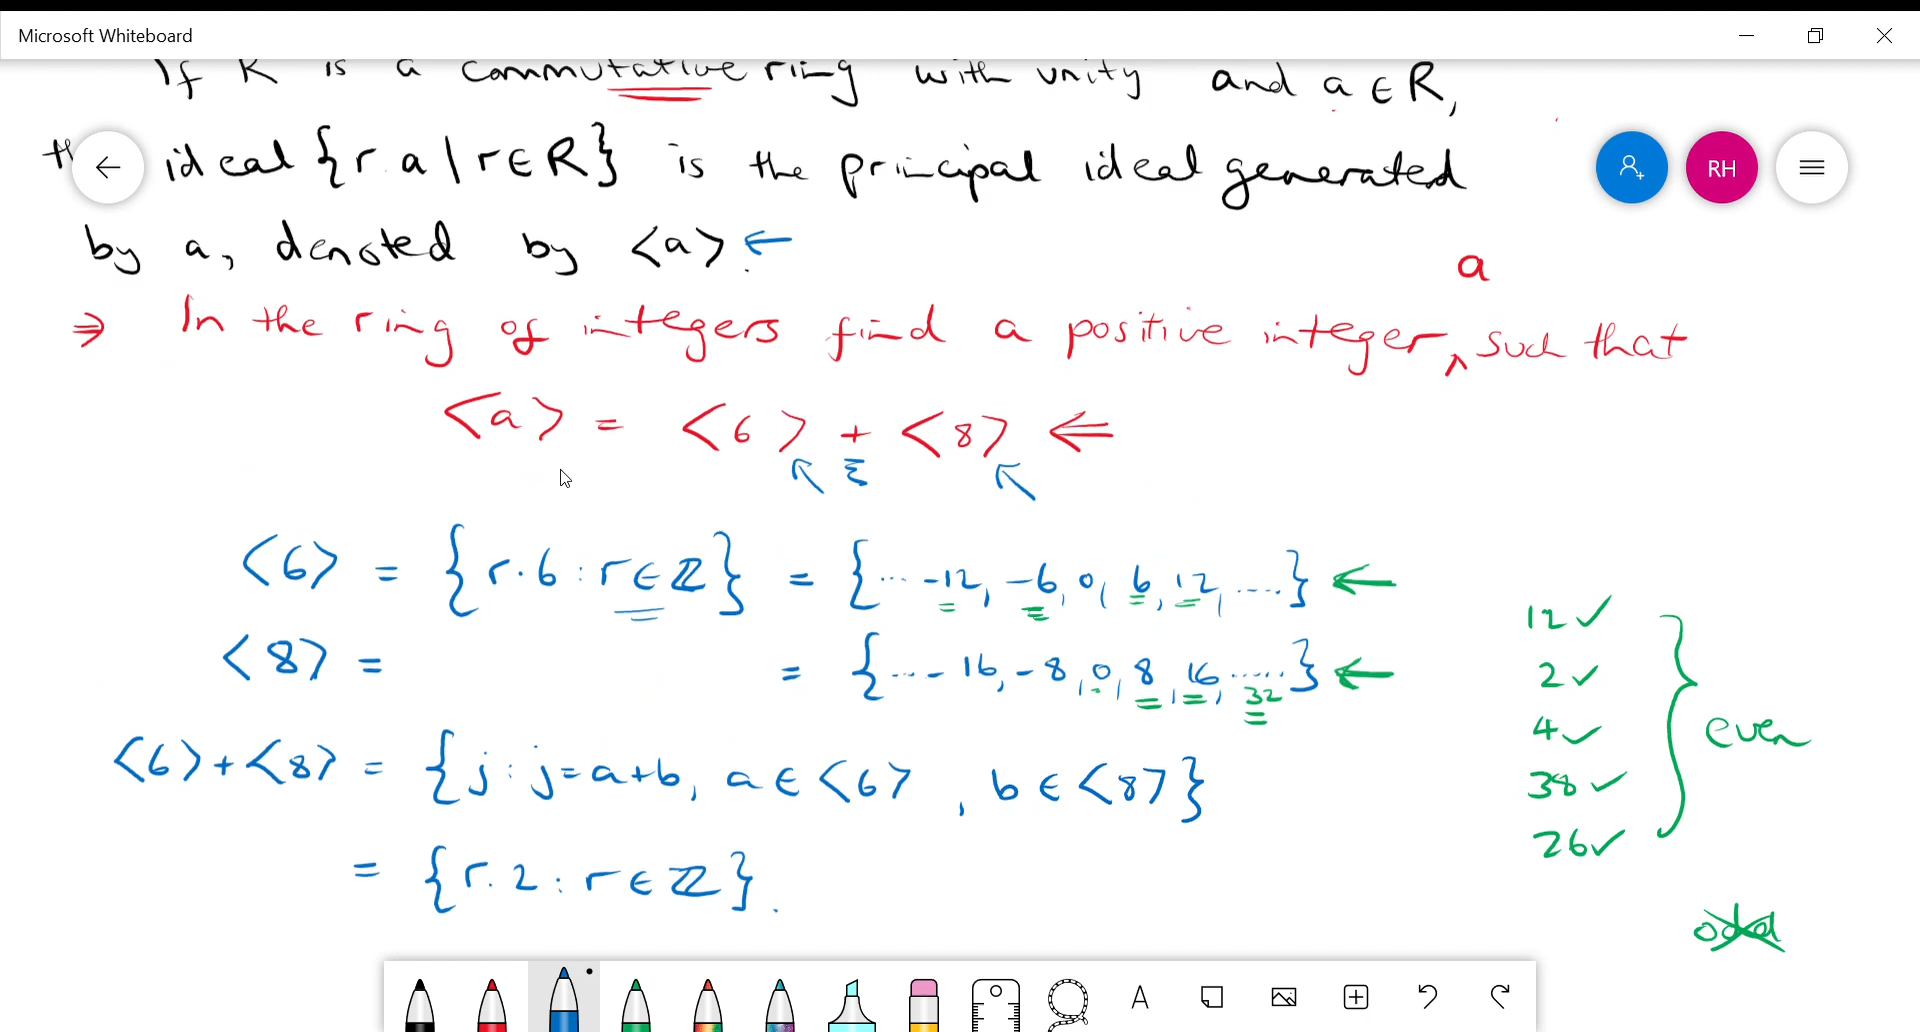 Microsoft Whiteboard
If R is a commutative ring with unity and a ∈ R,
ideal {r.a | r∈R} is the principal ideal generated
RH
by a, denoted by <a>. ←
a
⇒ In the ring of integers find a positive integer ^ such that
<a> = <6> + <8> ⇐
<6> = {r.6 : r∈ℤ} = {... -12, -6, 0, 6, 12, ....} ←
12 ✓
<8> = = {... -16, -8, 0, 8, 16, .....} ←
32
2 ✓
4 ✓
even
<6>+<8> = {j : j=a+b, a∈<6>, b∈<8>}
38 ✓
26 ✓
= {r.2 : r∈ℤ}.
odd
A